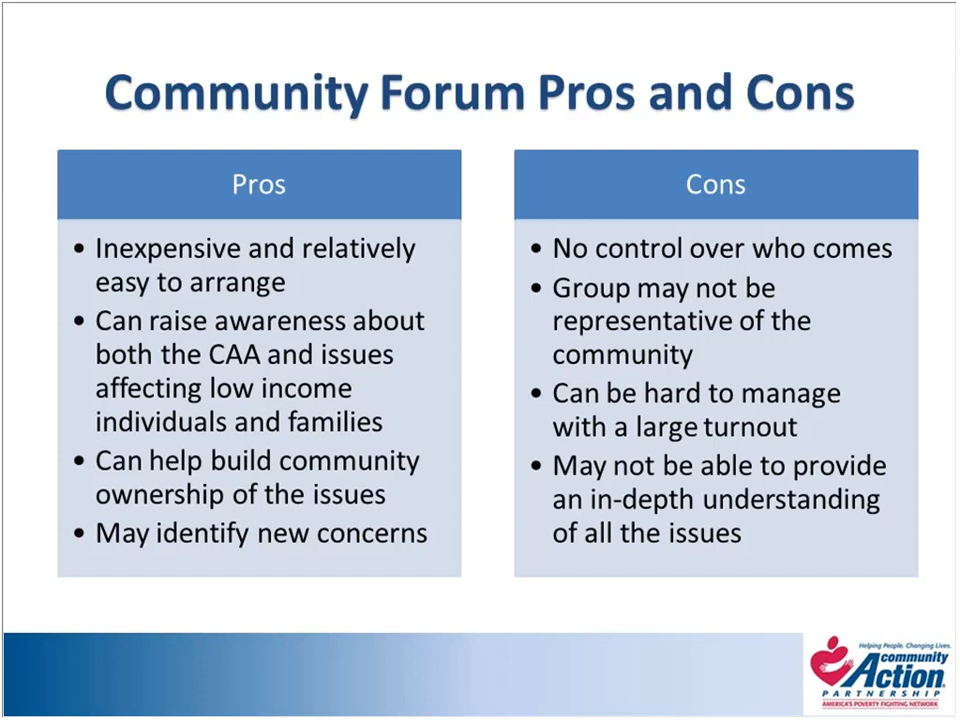 Community Forum Pros and Cons
Pros
• Inexpensive and relatively
easy to arrange
• Can raise awareness about
both the CAA and issues
affecting low income
individuals and families
• Can help build community
ownership of the issues
• May identify new concerns
Cons
• No control over who comes
• Group may not be
representative of the
community
• Can be hard to manage
with a large turnout
• May not be able to provide
an in-depth understanding
of all the issues
Helping People. Changing Lives.
community
Action
PARTNERSHIP
AMERICA'S POVERTY FIGHTING NETWORK